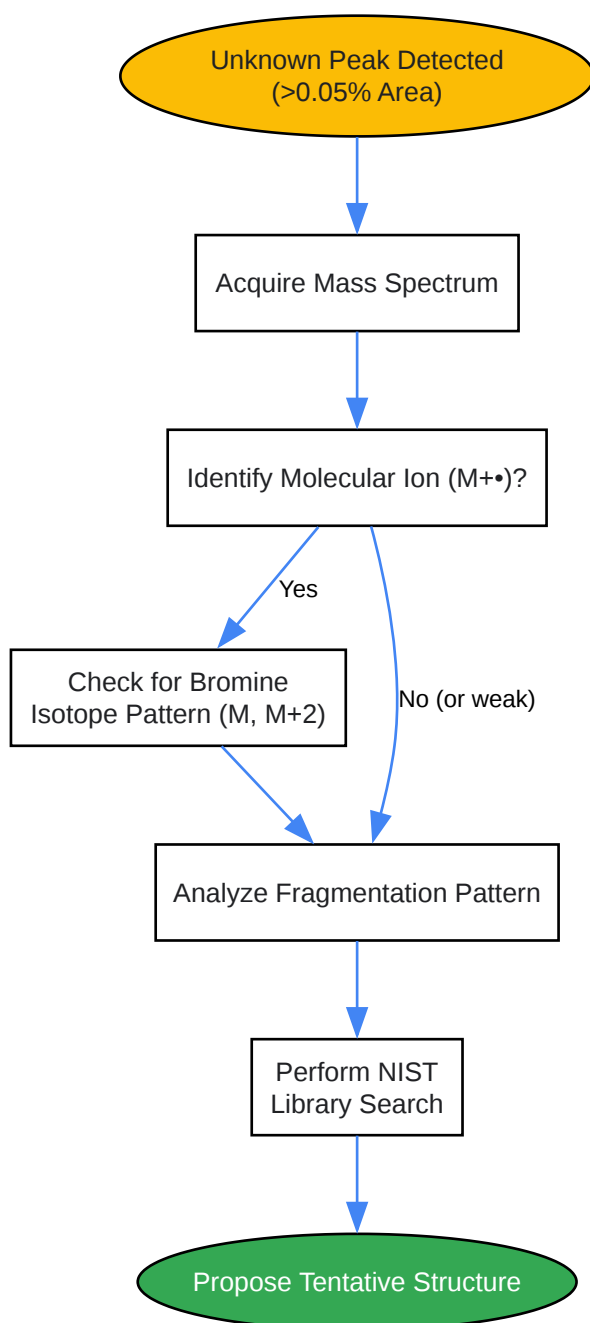 Unknown Peak Detected
(>0.05% Area)
Acquire Mass Spectrum
Identify Molecular Ion (M+•)?
Yes
Check for Bromine
Isotope Pattern (M, M+2)
No (or weak)
Analyze Fragmentation Pattern
Perform NIST
Library Search
Propose Tentative Structure